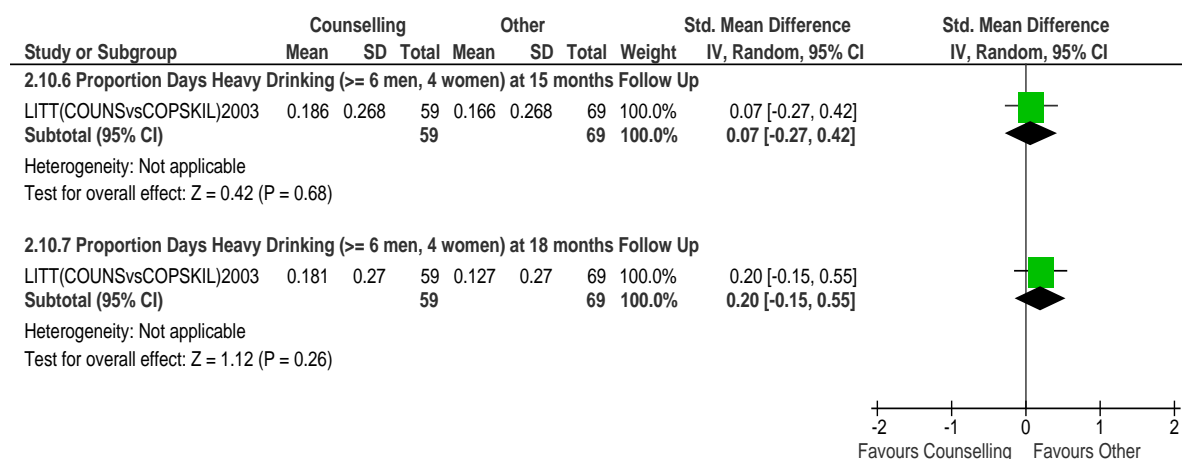 Counselling Other Std. Mean Difference Std. Mean Difference
Study or Subgroup Mean SD Total Mean SD Total Weight IV, Random, 95% CI IV, Random, 95% CI
2.10.6 Proportion Days Heavy Drinking (>= 6 men, 4 women) at 15 months Follow Up
LITT(COUNSvsCOPSKIL)2003 0.186 0.268 59 0.166 0.268 69 100.0% 0.07 [-0.27, 0.42]
Subtotal (95% CI) 59 69 100.0% 0.07 [-0.27, 0.42]
Heterogeneity: Not applicable
Test for overall effect: Z = 0.42 (P = 0.68)
2.10.7 Proportion Days Heavy Drinking (>= 6 men, 4 women) at 18 months Follow Up
LITT(COUNSvsCOPSKIL)2003 0.181 0.27 59 0.127 0.27 69 100.0% 0.20 [-0.15, 0.55]
Subtotal (95% CI) 59 69 100.0% 0.20 [-0.15, 0.55]
Heterogeneity: Not applicable
Test for overall effect: Z = 1.12 (P = 0.26)
-2 -1 0 1 2
Favours Counselling Favours Other